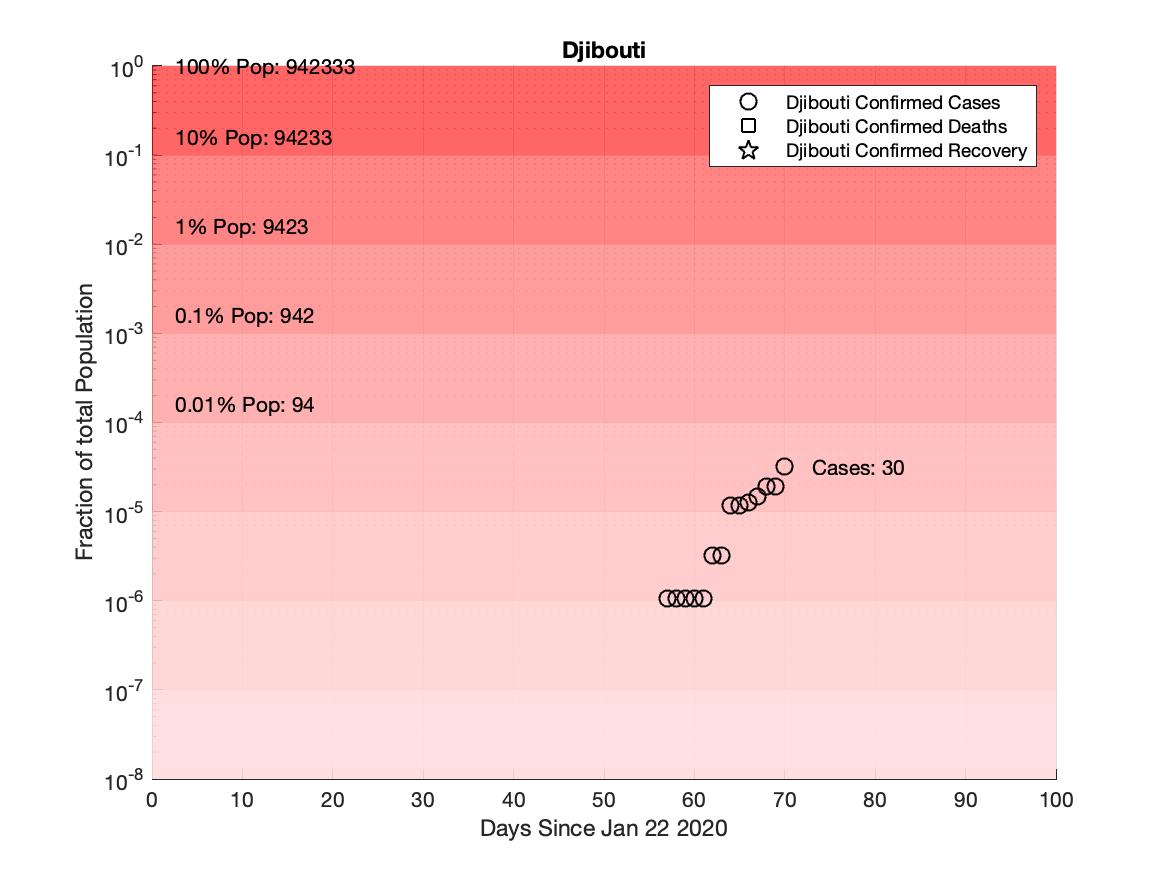 Djibouti
10⁰
100% Pop: 942333
Djibouti Confirmed Cases
Djibouti Confirmed Deaths
Djibouti Confirmed Recovery
10% Pop: 94233
10⁻¹
1% Pop: 9423
10⁻²
0.1% Pop: 942
10⁻³
0.01% Pop: 94
10⁻⁴
Cases: 30
10⁻⁵
10⁻⁶
10⁻⁷
10⁻⁸
Fraction of total Population
0 10 20 30 40 50 60 70 80 90 100
Days Since Jan 22 2020